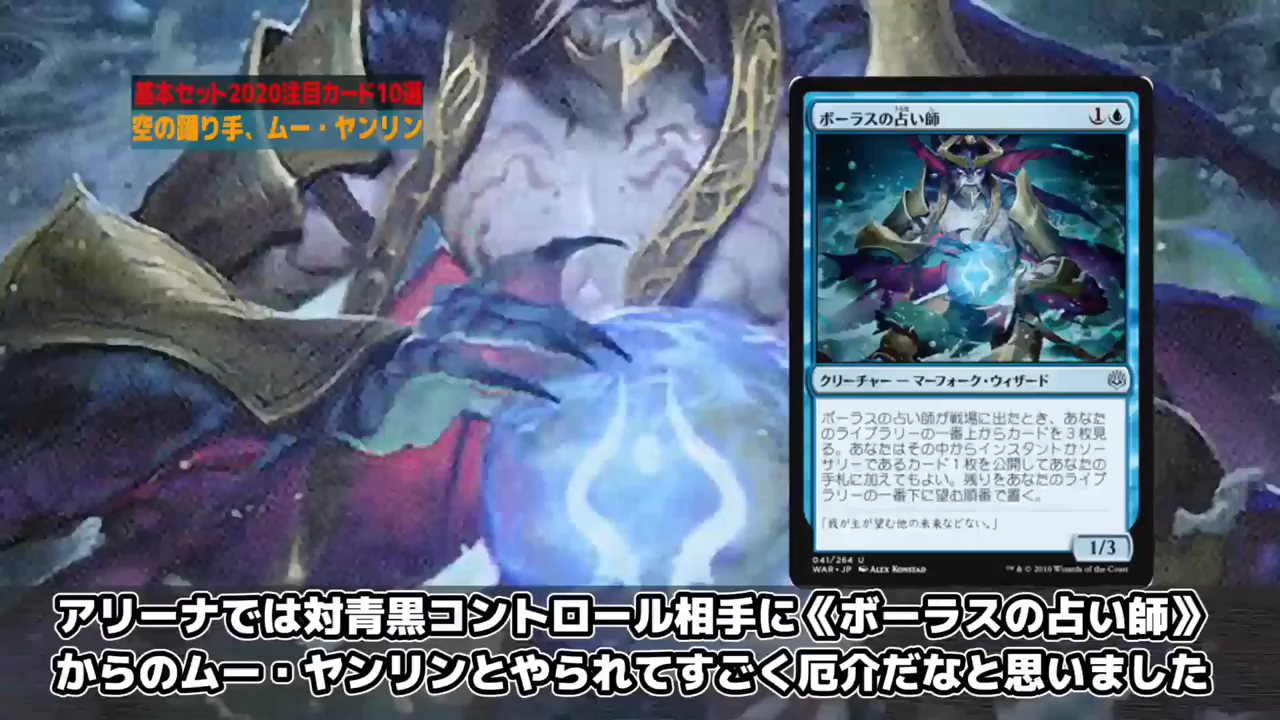 基本セット2020注目カード10選
空の踊り手、ムー・ヤンリン
ボーラスの占い師
1
クリーチャー — マーフォーク・ウィザード
ボーラスの占い師が戦場に出たとき、あなた
のライブラリーの一番上からカードを3枚見
る。あなたはその中からインスタントかソー
サリーであるカード1枚を公開してあなたの
手札に加えてもよい。残りをあなたのライブ
ラリーの一番下に望む順番で置く。
「我が主が望む他の未来などない。」
1/3
041/264 U
WAR・JP ALEX KONSTAD
™ & © 2019 Wizards of the Coast
アリーナでは対青黒コントロール相手に《ボーラスの占い師》
からのムー・ヤンリンとやられてすごく厄介だなと思いました